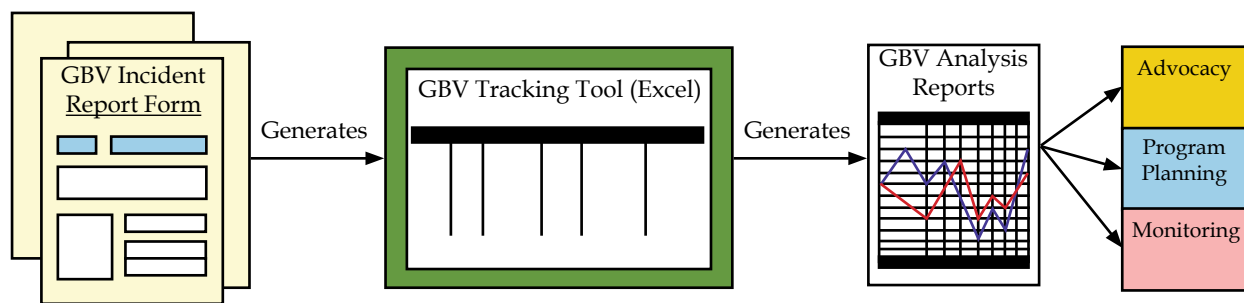 GBV Incident
Report Form
Generates
GBV Tracking Tool (Excel)
Generates
GBV Analysis
Reports
Advocacy
Program
Planning
Monitoring